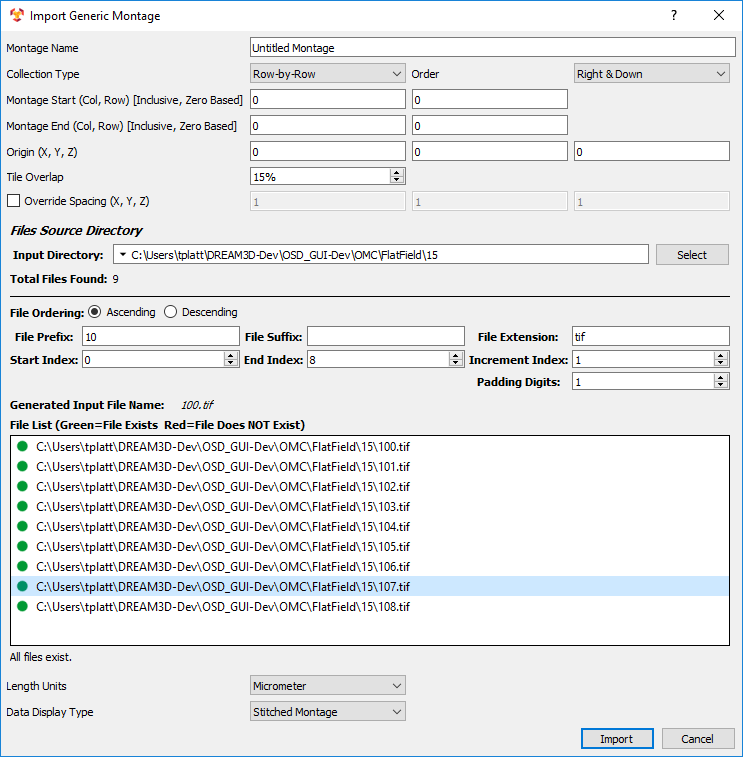 Import Generic Montage ?
Montage Name Untitled Montage
Collection Type Row-by-Row Order Right & Down
Montage Start (Col, Row) [Inclusive, Zero Based] 0 0
Montage End (Col, Row) [Inclusive, Zero Based] 0 0
Origin (X, Y, Z) 0 0 0
Tile Overlap 15%
Override Spacing (X, Y, Z) 1 1 1
Files Source Directory
Input Directory: C:\Users\tplatt\DREAM3D-Dev\OSD_GUI-Dev\OMC\FlatField\15 Select
Total Files Found: 9
File Ordering: Ascending Descending
File Prefix: 10 File Suffix: File Extension: tif
Start Index: 0 End Index: 8 Increment Index: 1
Padding Digits: 1
Generated Input File Name: 100.tif
File List (Green=File Exists Red=File Does NOT Exist)
C:\Users\tplatt\DREAM3D-Dev\OSD_GUI-Dev\OMC\FlatField\15\100.tif
C:\Users\tplatt\DREAM3D-Dev\OSD_GUI-Dev\OMC\FlatField\15\101.tif
C:\Users\tplatt\DREAM3D-Dev\OSD_GUI-Dev\OMC\FlatField\15\102.tif
C:\Users\tplatt\DREAM3D-Dev\OSD_GUI-Dev\OMC\FlatField\15\103.tif
C:\Users\tplatt\DREAM3D-Dev\OSD_GUI-Dev\OMC\FlatField\15\104.tif
C:\Users\tplatt\DREAM3D-Dev\OSD_GUI-Dev\OMC\FlatField\15\105.tif
C:\Users\tplatt\DREAM3D-Dev\OSD_GUI-Dev\OMC\FlatField\15\106.tif
C:\Users\tplatt\DREAM3D-Dev\OSD_GUI-Dev\OMC\FlatField\15\107.tif
C:\Users\tplatt\DREAM3D-Dev\OSD_GUI-Dev\OMC\FlatField\15\108.tif
All files exist.
Length Units Micrometer
Data Display Type Stitched Montage
Import Cancel